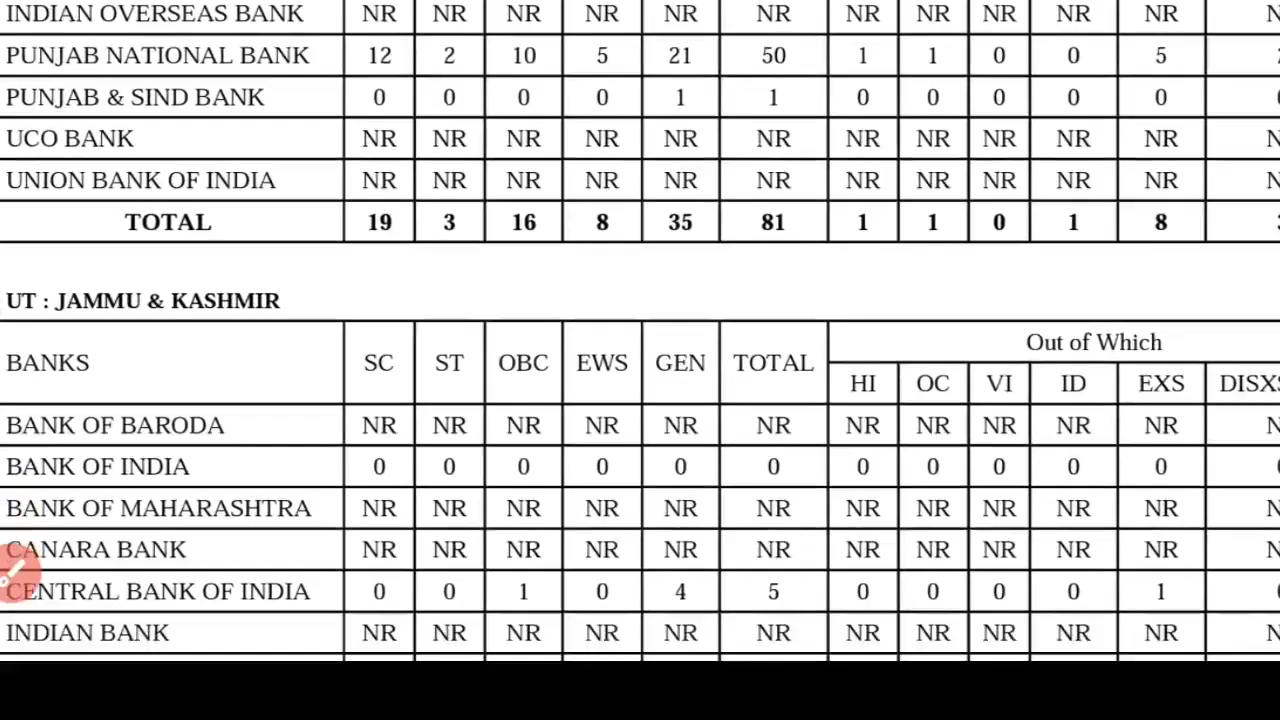 INDIAN OVERSEAS BANK NR NR NR NR NR NR NR NR NR NR NR
PUNJAB NATIONAL BANK 12 2 10 5 21 50 1 1 0 0 5
PUNJAB & SIND BANK 0 0 0 0 1 1 0 0 0 0 0
UCO BANK NR NR NR NR NR NR NR NR NR NR NR
UNION BANK OF INDIA NR NR NR NR NR NR NR NR NR NR NR
TOTAL 19 3 16 8 35 81 1 1 0 1 8
UT : JAMMU & KASHMIR
BANKS SC ST OBC EWS GEN TOTAL Out of Which
HI OC VI ID EXS
BANK OF BARODA NR NR NR NR NR NR NR NR NR NR NR
BANK OF INDIA 0 0 0 0 0 0 0 0 0 0 0
BANK OF MAHARASHTRA NR NR NR NR NR NR NR NR NR NR NR
CANARA BANK NR NR NR NR NR NR NR NR NR NR NR
CENTRAL BANK OF INDIA 0 0 1 0 4 5 0 0 0 0 1
INDIAN BANK NR NR NR NR NR NR NR NR NR NR NR